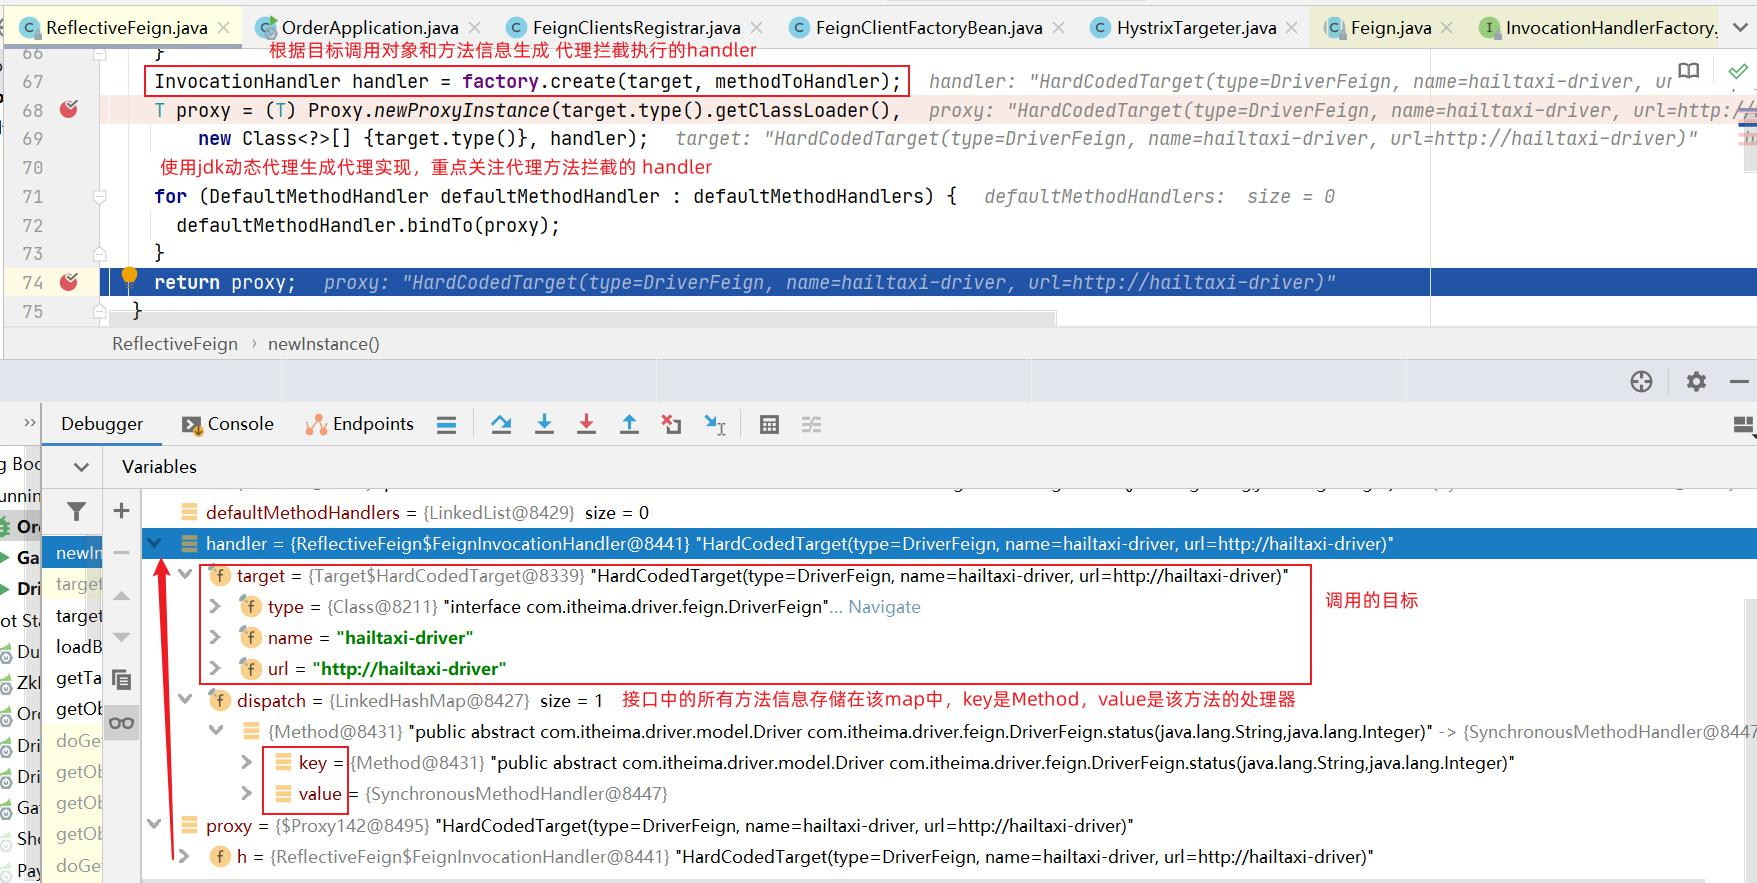 ReflectiveFeign.java OrderApplication.java FeignClientsRegistrar.java FeignClientFactoryBean.java HystrixTargeter.java Feign.java InvocationHandlerFactory.
根据目标调用对象和方法信息生成 代理拦截执行的handler
66 }
67 InvocationHandler handler = factory.create(target, methodToHandler); handler: "HardCodedTarget(type=DriverFeign, name=hailtaxi-driver, ur
68 T proxy = (T) Proxy.newProxyInstance(target.type().getClassLoader(), proxy: "HardCodedTarget(type=DriverFeign, name=hailtaxi-driver, url=http://
69 new Class<?>[] {target.type()}, handler); target: "HardCodedTarget(type=DriverFeign, name=hailtaxi-driver, url=http://hailtaxi-driver)"
70 使用jdk动态代理生成代理实现，重点关注代理方法拦截的 handler
71 for (DefaultMethodHandler defaultMethodHandler : defaultMethodHandlers) { defaultMethodHandlers: size = 0
72 defaultMethodHandler.bindTo(proxy);
73 }
74 return proxy; proxy: "HardCodedTarget(type=DriverFeign, name=hailtaxi-driver, url=http://hailtaxi-driver)"
75 }
ReflectiveFeign › newInstance()
Debugger Console Endpoints
g Boo Variables
unnin
defaultMethodHandlers = {LinkedList@8429} size = 0
Or
newIn handler = {ReflectiveFeign$FeignInvocationHandler@8441} "HardCodedTarget(type=DriverFeign, name=hailtaxi-driver, url=http://hailtaxi-driver)"
Ga
target target = {Target$HardCodedTarget@8339} "HardCodedTarget(type=DriverFeign, name=hailtaxi-driver, url=http://hailtaxi-driver)"
Dri
调用的目标
target type = {Class@8211} "interface com.itheima.driver.feign.DriverFeign"... Navigate
ot Sta
loadB name = "hailtaxi-driver"
Du
getTa url = "http://hailtaxi-driver"
Zkl
getOb dispatch = {LinkedHashMap@8427} size = 1 接口中的所有方法信息存储在该map中，key是Method，value是该方法的处理器
Or
doGe {Method@8431} "public abstract com.itheima.driver.model.Driver com.itheima.driver.feign.DriverFeign.status(java.lang.String,java.lang.Integer)" -> {SynchronousMethodHandler@8447
Dri
getOb key = {Method@8431} "public abstract com.itheima.driver.model.Driver com.itheima.driver.feign.DriverFeign.status(java.lang.String,java.lang.Integer)"
Dri
getOb value = {SynchronousMethodHandler@8447}
Ga
getOb proxy = {$Proxy142@8495} "HardCodedTarget(type=DriverFeign, name=hailtaxi-driver, url=http://hailtaxi-driver)"
Sho
doGe h = {ReflectiveFeign$FeignInvocationHandler@8441} "HardCodedTarget(type=DriverFeign, name=hailtaxi-driver, url=http://hailtaxi-driver)"
Pay